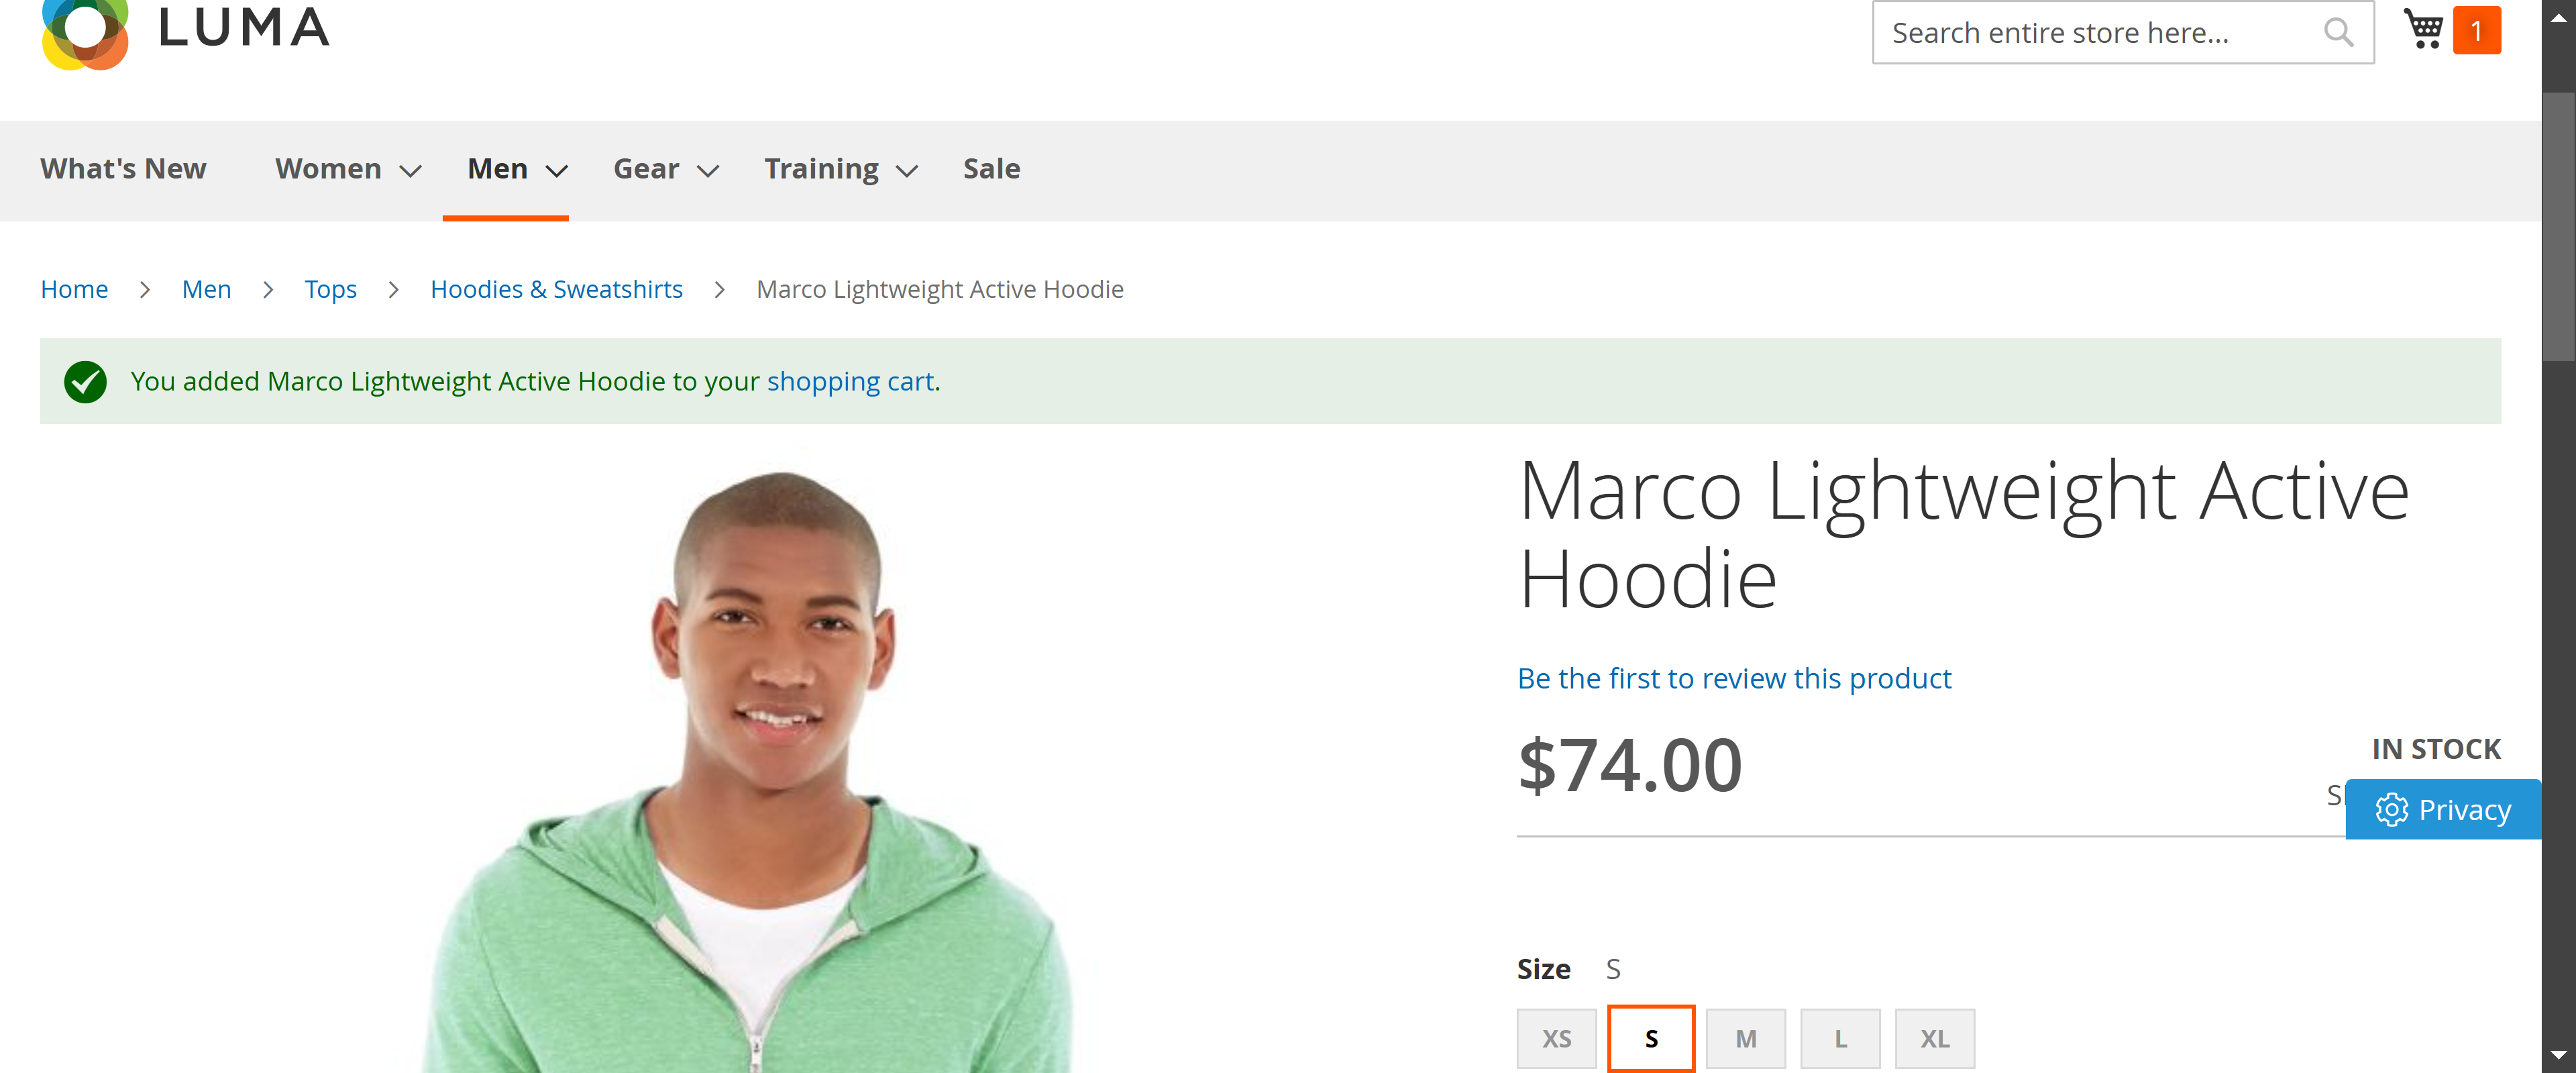 LUMA
Search entire store here...
1
What's New
Women
Men
Gear
Training
Sale
Home
Men
Tops
Hoodies & Sweatshirts
Marco Lightweight Active Hoodie
You added Marco Lightweight Active Hoodie to your shopping cart.
Marco Lightweight Active
Hoodie
Be the first to review this product
$74.00
IN STOCK
Privacy
Size S
XS
S
M
L
XL